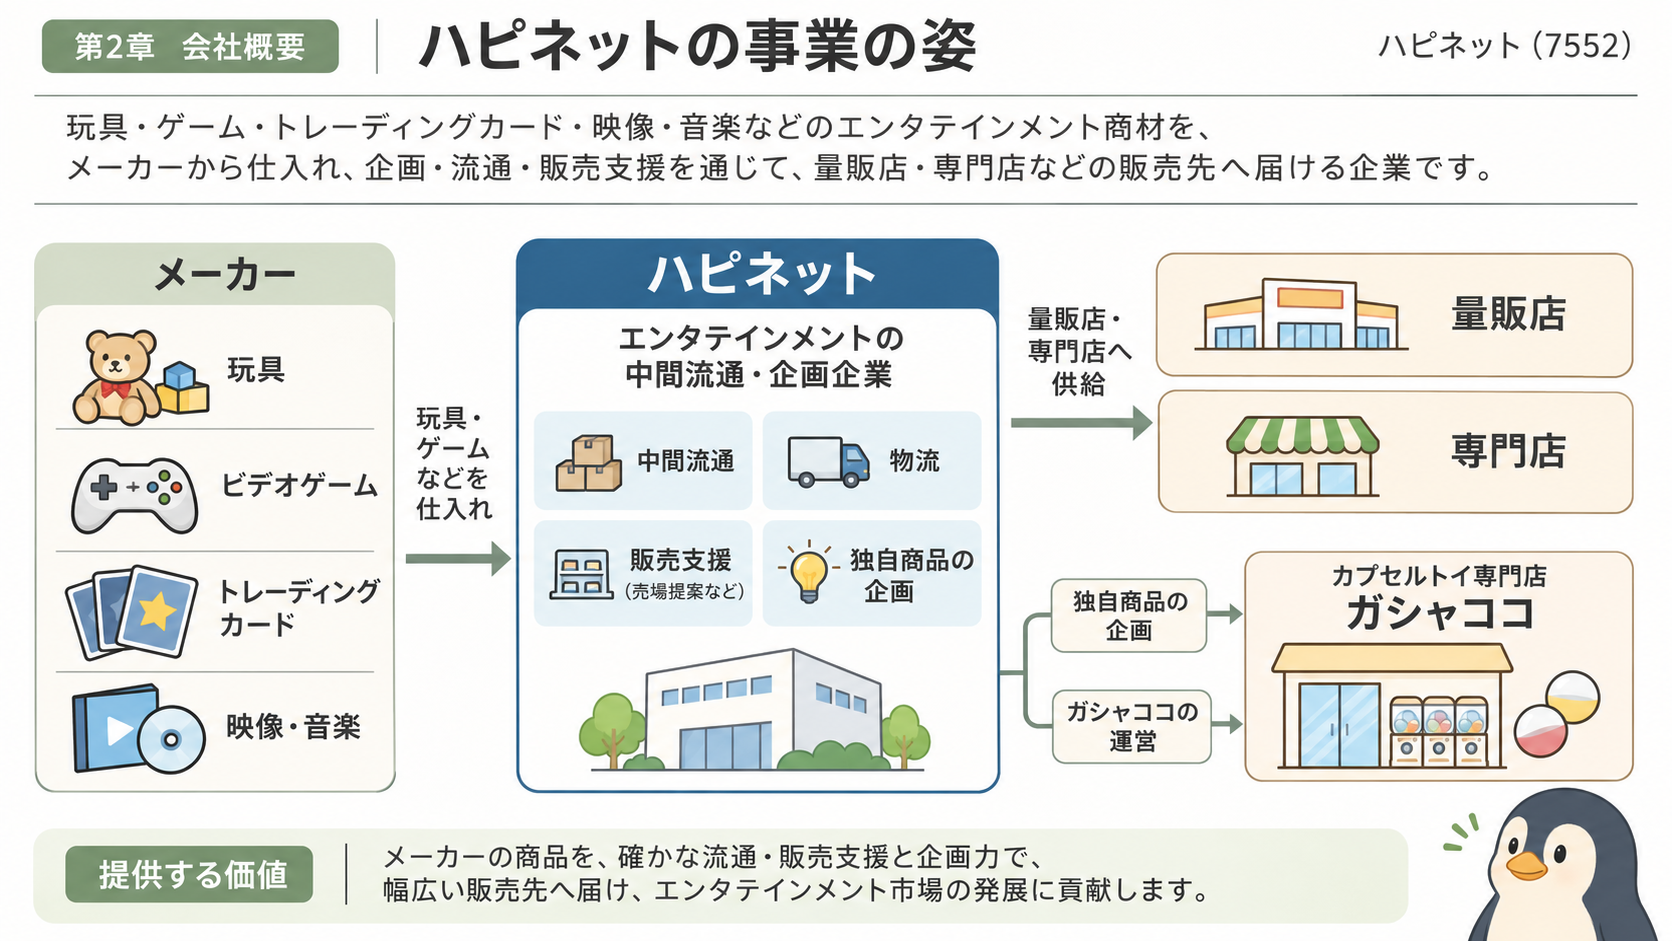 第2章 会社概要
ハピネットの事業の姿
ハピネット（7552）
玩具・ゲーム・トレーディングカード・映像・音楽などのエンタテインメント商材を、
メーカーから仕入れ、企画・流通・販売支援を通じて、量販店・専門店などの販売先へ届ける企業です。
メーカー
玩具
ビデオゲーム
トレーディング
カード
映像・音楽
玩具・
ゲーム
などを
仕入れ
ハピネット
エンタテインメントの
中間流通・企画企業
中間流通
物流
販売支援
（売場提案など）
独自商品の
企画
量販店・
専門店へ
供給
量販店
専門店
独自商品の
企画
ガシャココの
運営
カプセルトイ専門店
ガシャココ
提供する価値
メーカーの商品を、確かな流通・販売支援と企画力で、
幅広い販売先へ届け、エンタテインメント市場の発展に貢献します。